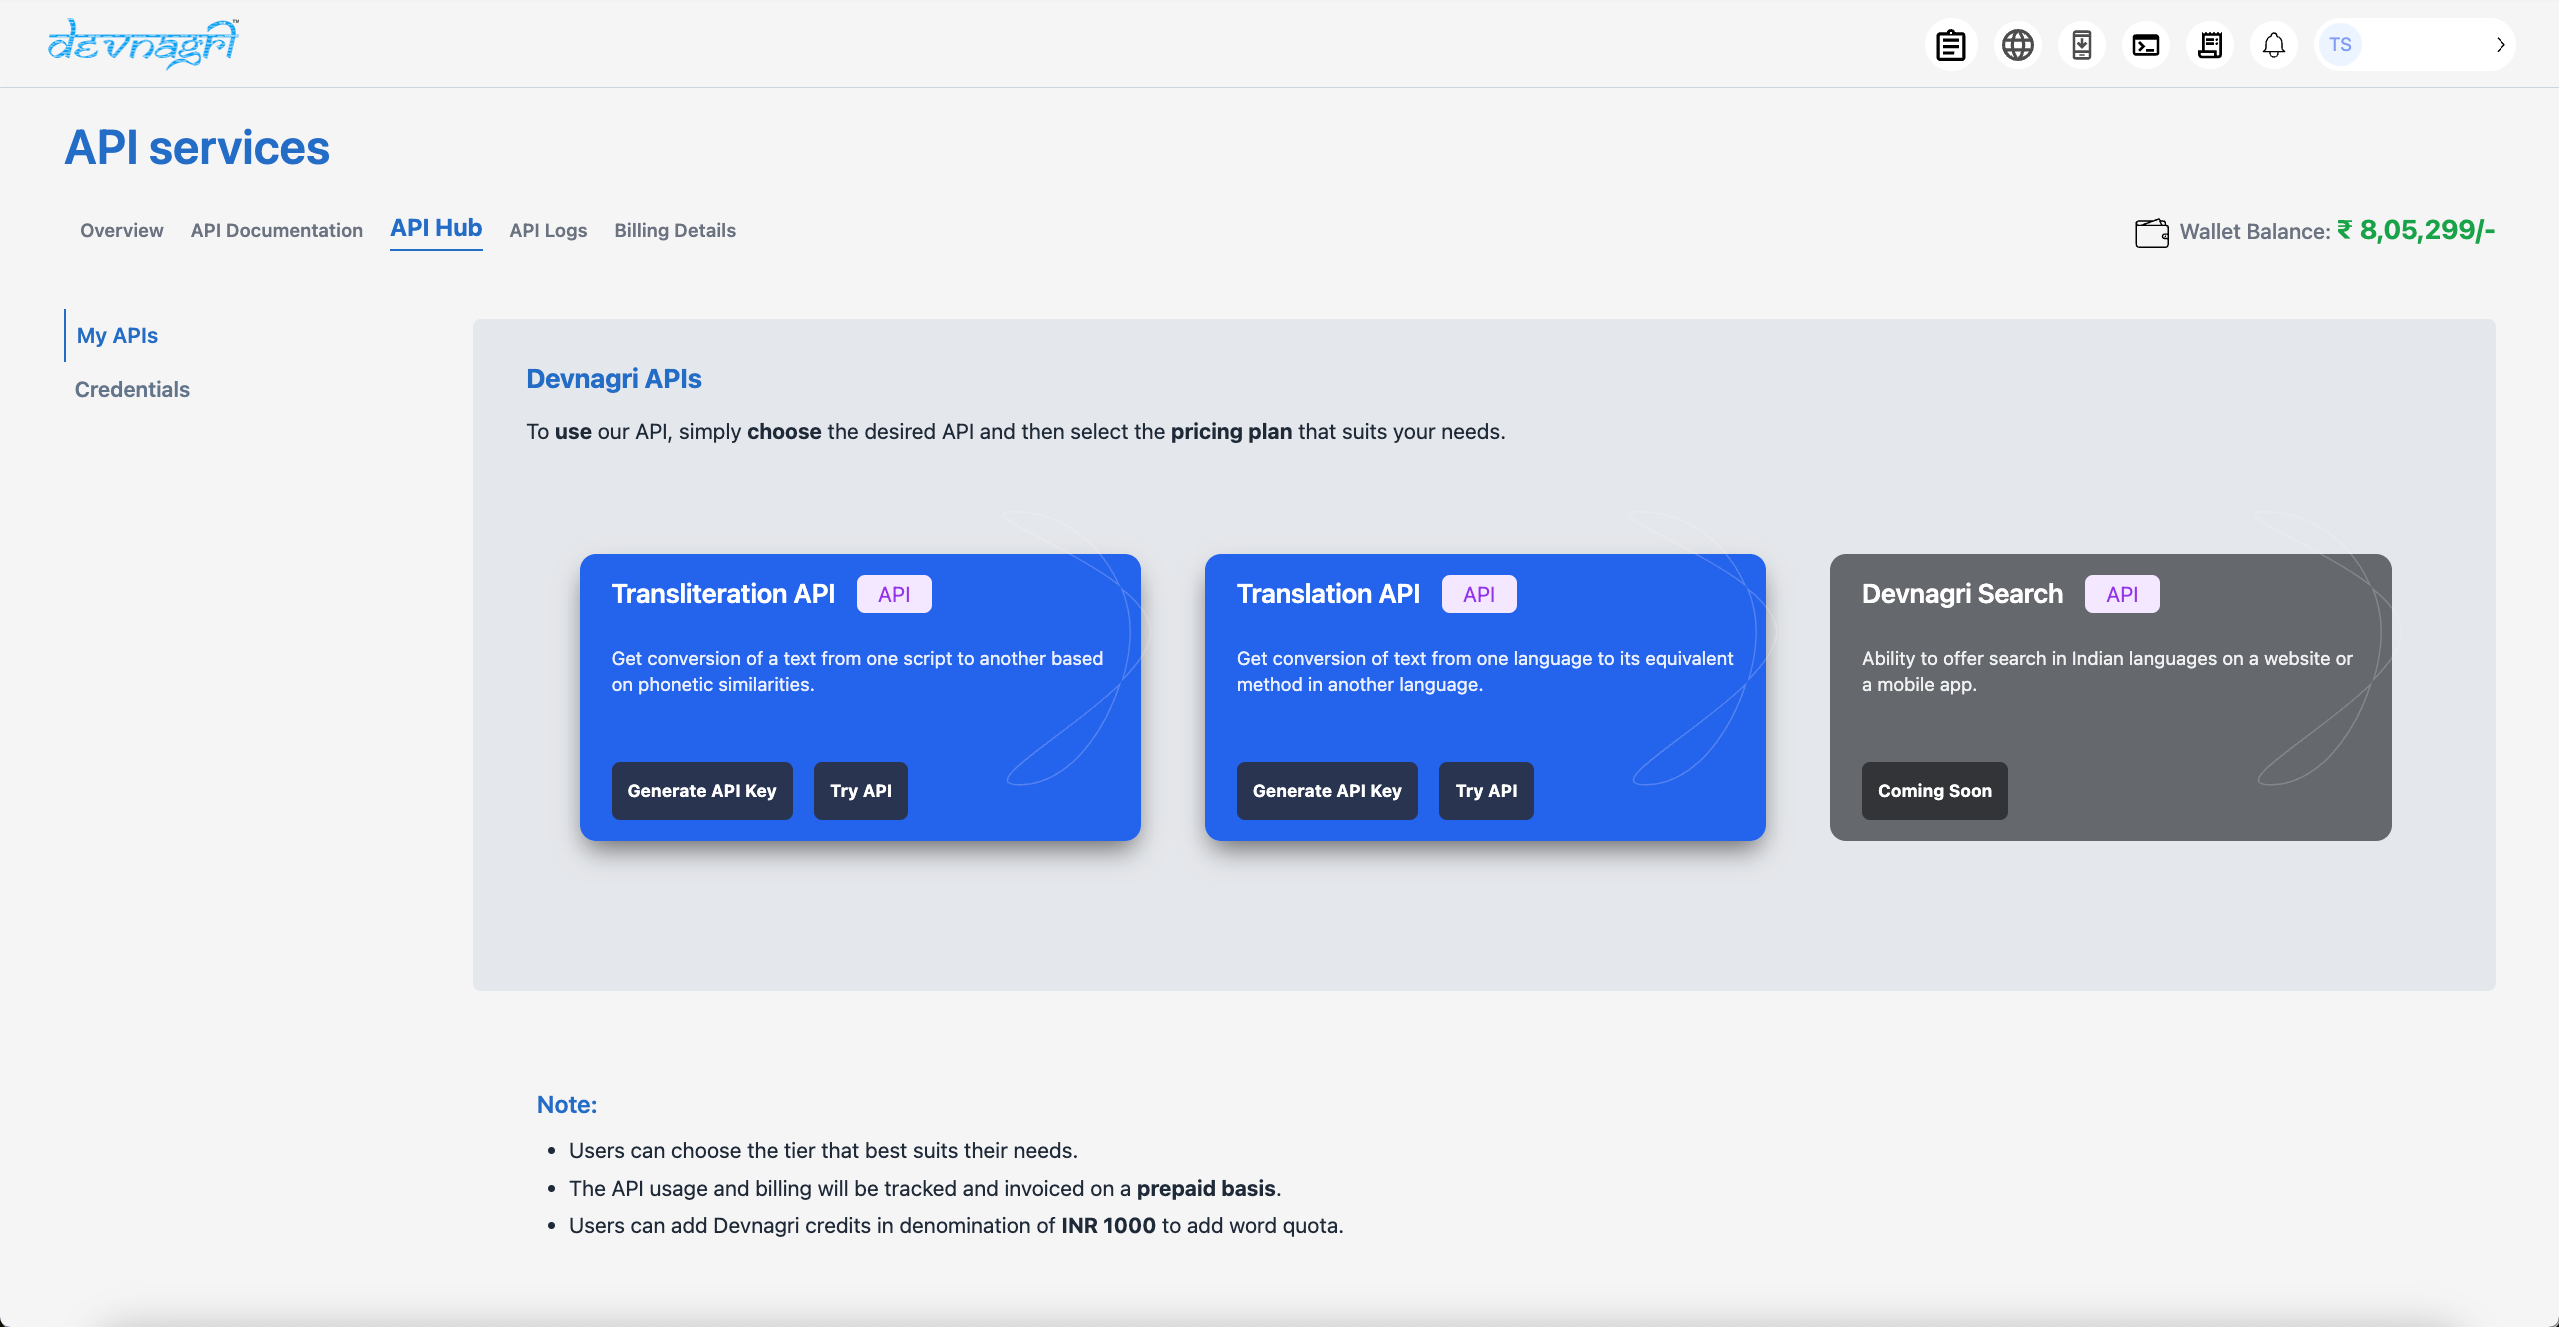 devnagri™
TS
API services
Overview API Documentation API Hub API Logs Billing Details
Wallet Balance: ₹ 8,05,299/-
My APIs
Credentials
Devnagri APIs
To use our API, simply choose the desired API and then select the pricing plan that suits your needs.
Transliteration API API
Get conversion of a text from one script to another based
on phonetic similarities.
Generate API Key Try API
Translation API API
Get conversion of text from one language to its equivalent
method in another language.
Generate API Key Try API
Devnagri Search API
Ability to offer search in Indian languages on a website or
a mobile app.
Coming Soon
Note:
• Users can choose the tier that best suits their needs.
• The API usage and billing will be tracked and invoiced on a prepaid basis.
• Users can add Devnagri credits in denomination of INR 1000 to add word quota.